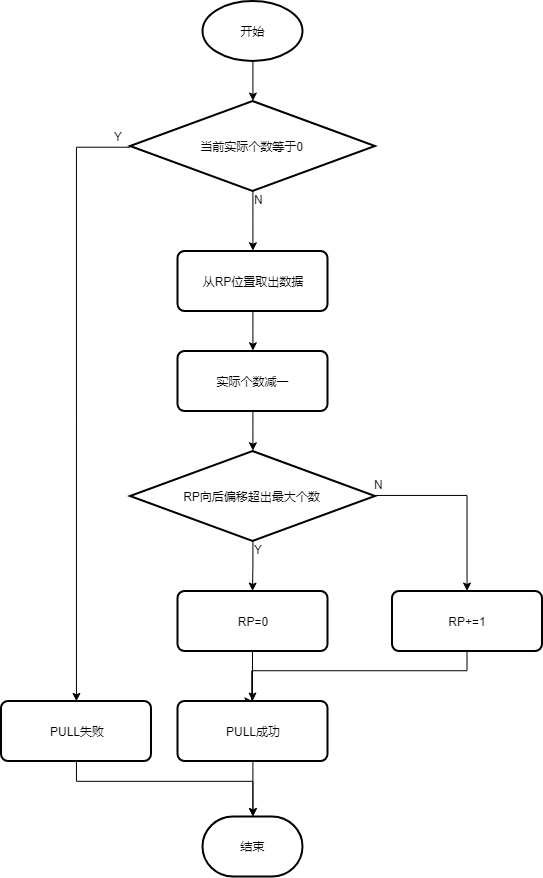 开始
当前实际个数等于0
Y
N
从RP位置取出数据
实际个数减一
RP向后偏移超出最大个数
N
Y
RP=0
RP+=1
PULL失败
PULL成功
结束